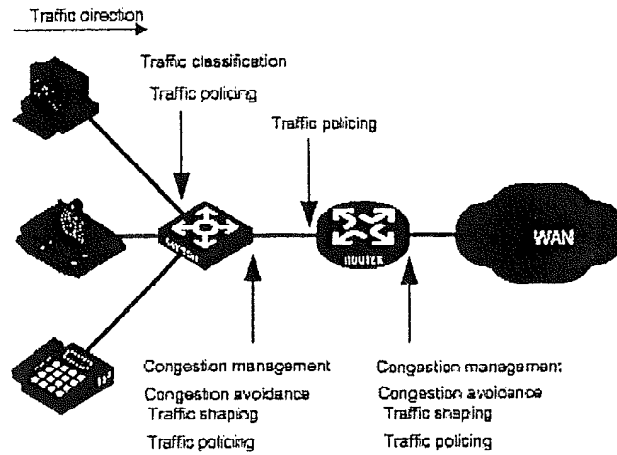 Traffic direction
Traffic classification
Traffic policing
Traffic policing
ROUTER
WAN
Congestion management
Congestion avoidance
Traffic shaping
Traffic policing
Congestion management
Congestion avoidance
Traffic shaping
Traffic policing